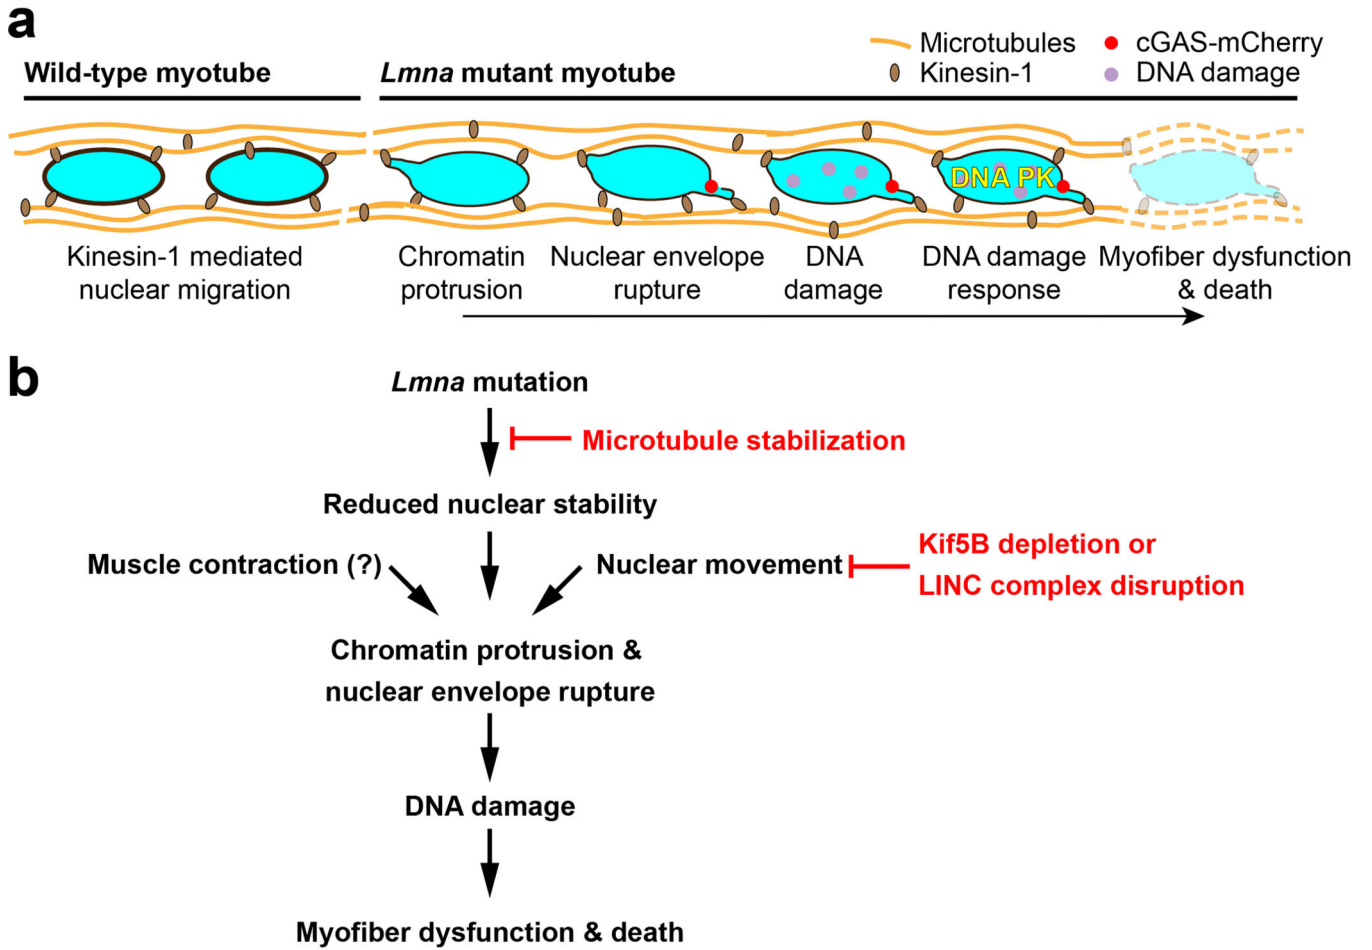 a
Microtubules
cGAS-mCherry
Wild-type myotube
Lmna mutant myotube
Kinesin-1
DNA damage
DNA PK
Kinesin-1 mediated
nuclear migration
Chromatin
protrusion
Nuclear envelope
rupture
DNA
damage
DNA damage
response
Myofiber dysfunction
& death
b
Lmna mutation
Microtubule stabilization
Reduced nuclear stability
Muscle contraction (?)
Nuclear movement
Kif5B depletion or
LINC complex disruption
Chromatin protrusion &
nuclear envelope rupture
DNA damage
Myofiber dysfunction & death